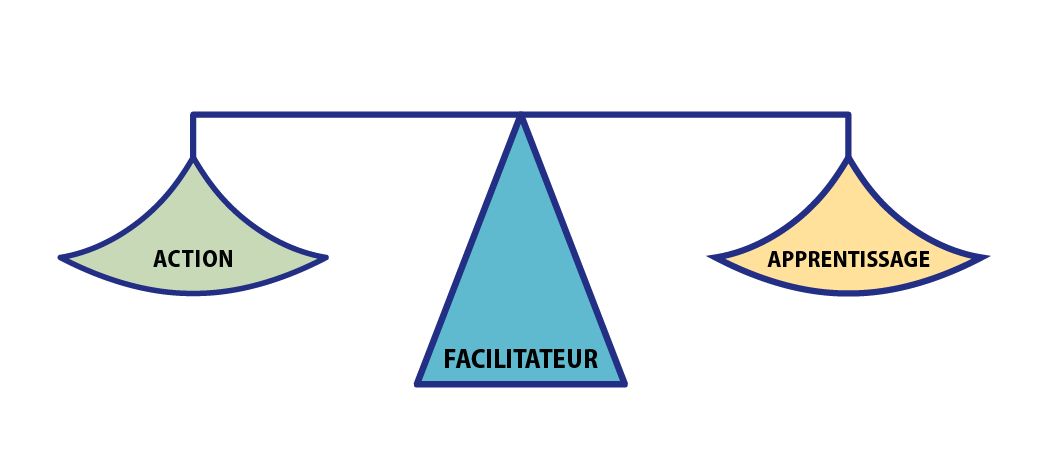 ACTION
APPRENTISSAGE
FACILITATEUR